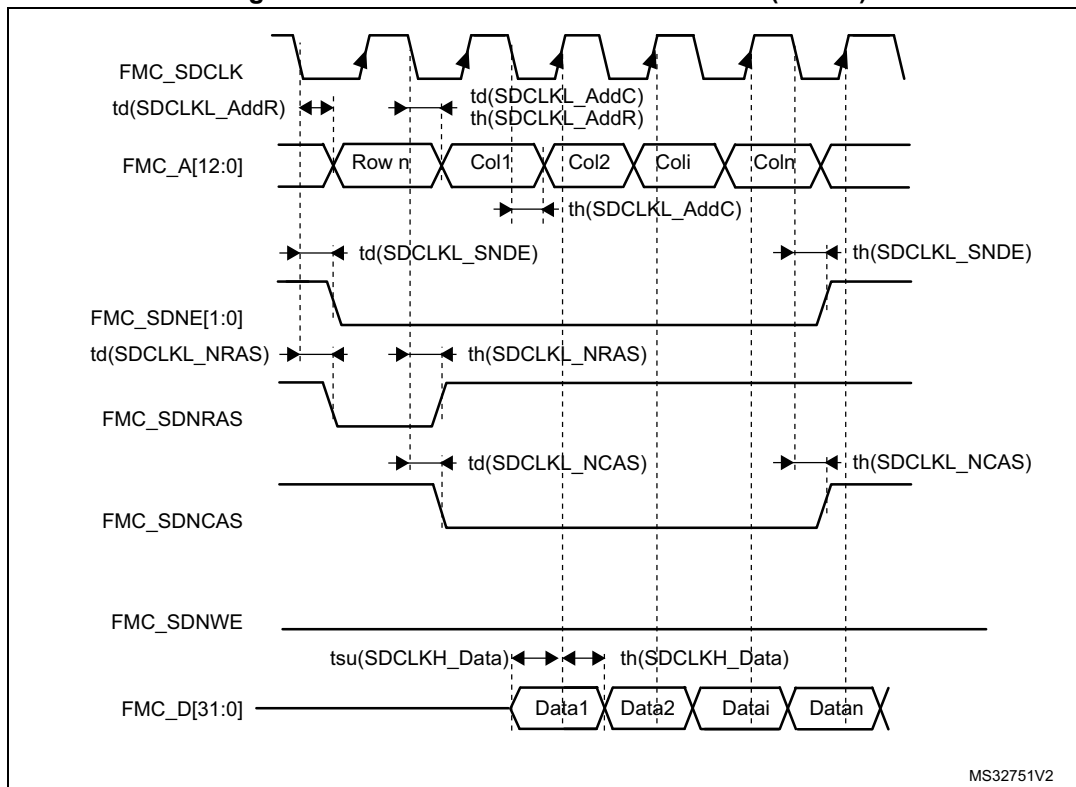 FMC_SDCLK
td(SDCLKL_AddR)
td(SDCLKL_AddC)
th(SDCLKL_AddR)
FMC_A[12:0]
Row n
Col1
Col2
Coli
Coln
th(SDCLKL_AddC)
td(SDCLKL_SNDE)
th(SDCLKL_SNDE)
FMC_SDNE[1:0]
td(SDCLKL_NRAS)
th(SDCLKL_NRAS)
FMC_SDNRAS
td(SDCLKL_NCAS)
th(SDCLKL_NCAS)
FMC_SDNCAS
FMC_SDNWE
tsu(SDCLKH_Data)
th(SDCLKH_Data)
FMC_D[31:0]
Data1
Data2
Datai
Datan
MS32751V2